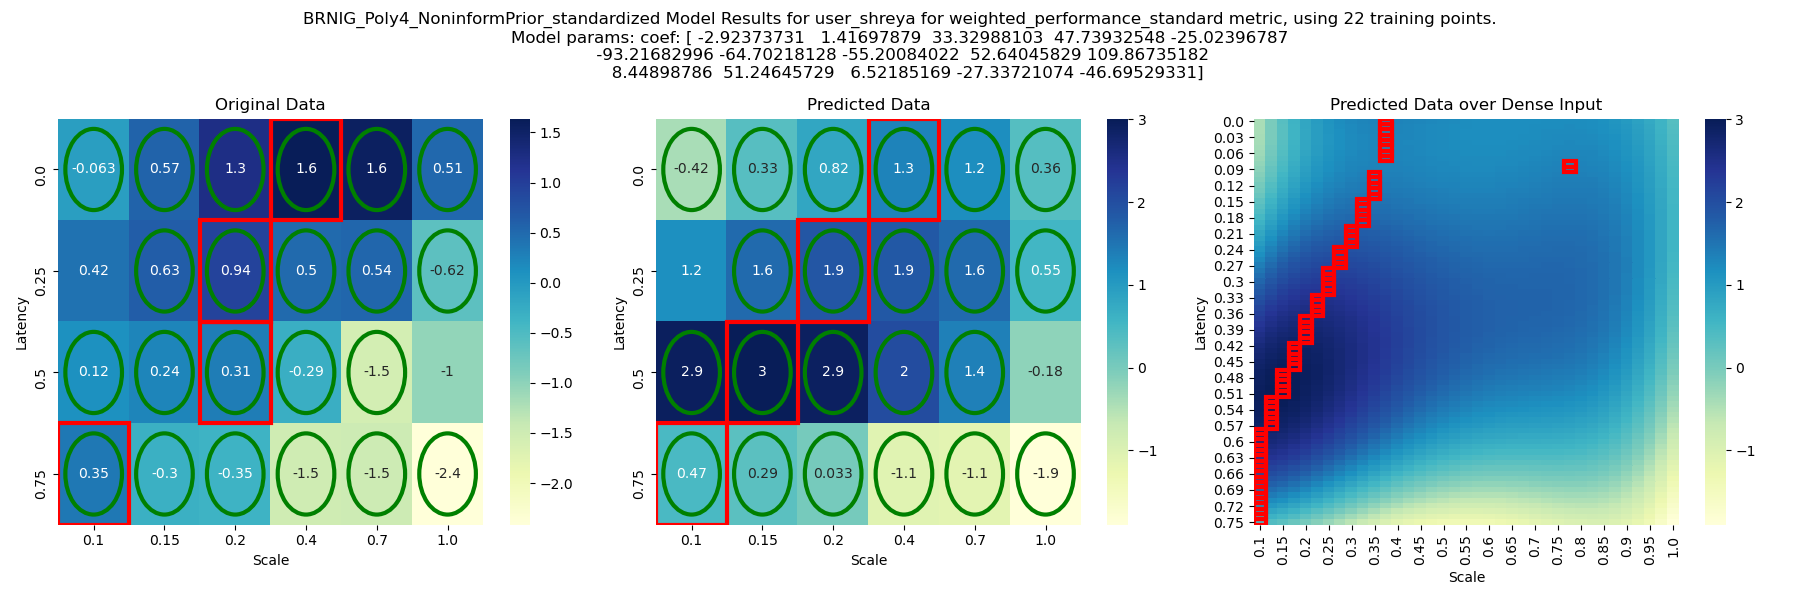 BRNIG_Poly4_NoninformPrior_standardized Model Results for user_shreya for weighted_performance_standard metric, using 22 training points.
Model params: coef: [ -2.92373731 1.41697879 33.32988103 47.73932548 -25.02396787
-93.21682996 -64.70218128 -55.20084022 52.64045829 109.86735182
8.44898786 51.24645729 6.52185169 -27.33721074 -46.69529331]
Original Data
Latency
0.0
0.25
0.5
0.75
-0.063 0.57 1.3 1.6 1.6 0.51
0.42 0.63 0.94 0.5 0.54 -0.62
0.12 0.24 0.31 -0.29 -1.5 -1
0.35 -0.3 -0.35 -1.5 -1.5 -2.4
0.1 0.15 0.2 0.4 0.7 1.0
Scale
1.5
1.0
0.5
0.0
−0.5
−1.0
−1.5
−2.0
Predicted Data
Latency
0.0
0.25
0.5
0.75
-0.42 0.33 0.82 1.3 1.2 0.36
1.2 1.6 1.9 1.9 1.6 0.55
2.9 3 2.9 2 1.4 -0.18
0.47 0.29 0.033 -1.1 -1.1 -1.9
0.1 0.15 0.2 0.4 0.7 1.0
Scale
3
2
1
0
−1
Predicted Data over Dense Input
Latency
0.0
0.03
0.06
0.09
0.12
0.15
0.18
0.21
0.24
0.27
0.3
0.33
0.36
0.39
0.42
0.45
0.48
0.51
0.54
0.57
0.6
0.63
0.66
0.69
0.72
0.75
0.1 0.15 0.2 0.25 0.3 0.35 0.4 0.45 0.5 0.55 0.6 0.65 0.7 0.75 0.8 0.85 0.9 0.95 1.0
Scale
3
2
1
0
−1